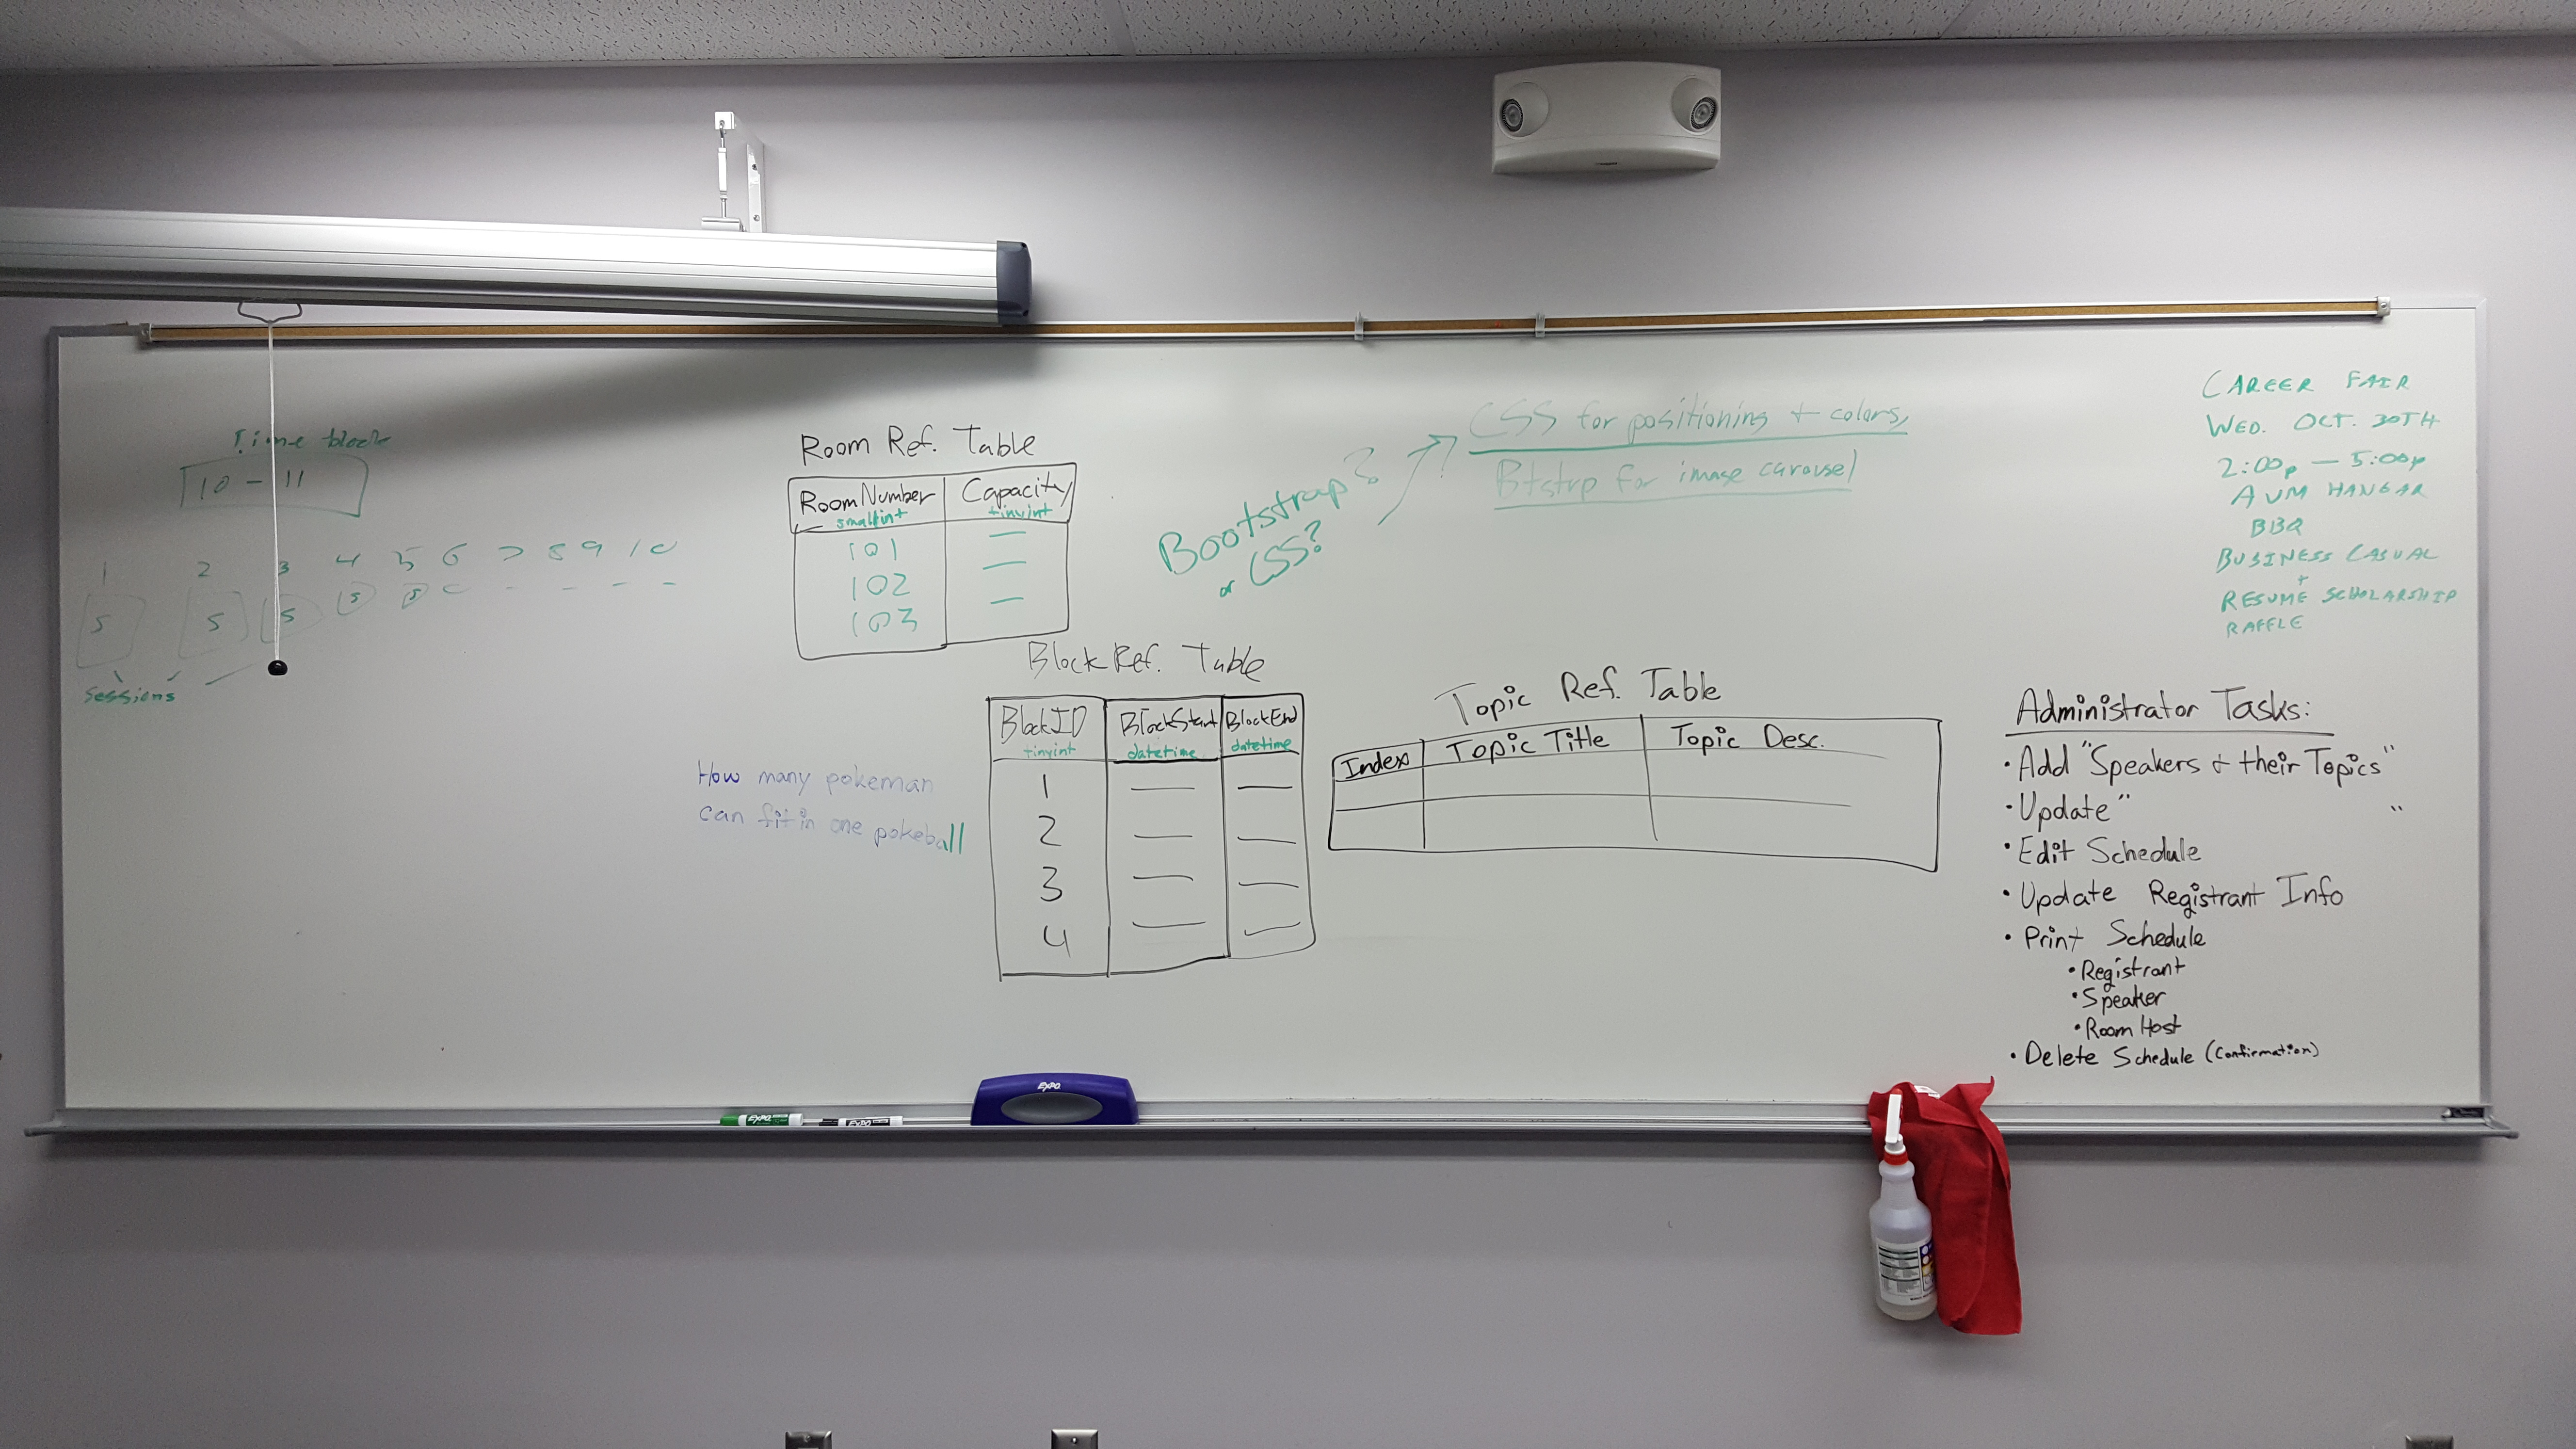 Time block
10 - 11
1 2 3 4 5 6 7 8 9 10
5 5 5 5 5
Sessions
Room Ref. Table
RoomNumber Capacity
smallint tinyint
101
102
103
Bootstrap?
or CSS?
CSS for positioning + colors,
Btstrp for image carousel
CAREER FAIR
WED. OCT. 30TH
2:00p - 5:00p
AVM HANGAR
BBQ
BUSINESS CASUAL
+
RESUME SCHOLARSHIP
RAFFLE
How many pokeman
can fit in one pokeball
Block Ref. Table
BlockID BlockStart BlockEnd
tinyint datetime datetime
1
2
3
4
Topic Ref. Table
Index Topic Title Topic Desc.
Administrator Tasks:
• Add "Speakers + their Topics"
• Update " "
• Edit Schedule
• Update Registrant Info
• Print Schedule
• Registrant
• Speaker
• Room Host
• Delete Schedule (Confirmation)
EXPO
EXPO
EXPO